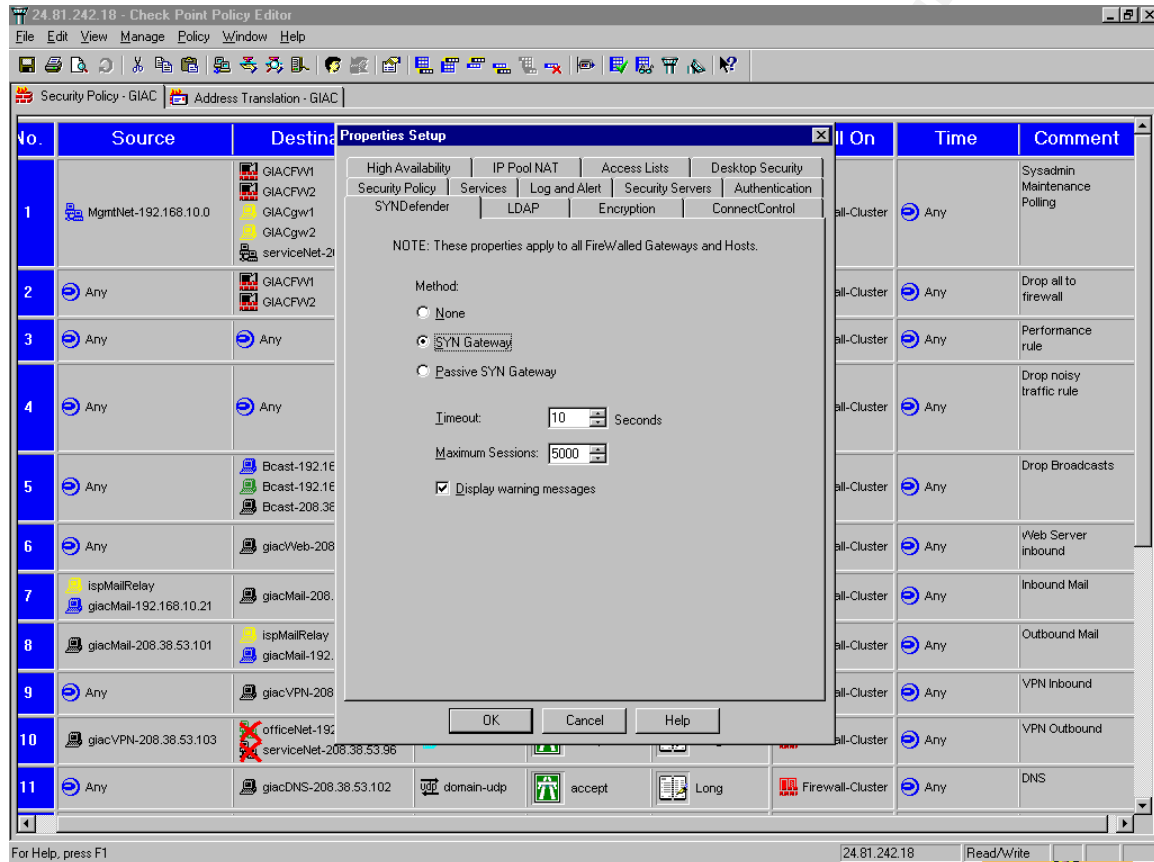 24.81.242.18 - Check Point Policy Editor
File Edit View Manage Policy Window Help
Security Policy - GIAC Address Translation - GIAC
No. Source Destina ll On Time Comment
1 MgmtNet-192.168.10.0 GIACFW1 GIACFW2 GIACgw1 GIACgw2 serviceNet-20 all-Cluster Any Sysadmin Maintenance Polling
2 Any GIACFW1 GIACFW2 all-Cluster Any Drop all to firewall
3 Any Any all-Cluster Any Performance rule
4 Any Any all-Cluster Any Drop noisy traffic rule
5 Any Bcast-192.16 Bcast-192.16 Bcast-208.38 all-Cluster Any Drop Broadcasts
6 Any giacWeb-208 all-Cluster Any Web Server inbound
7 ispMailRelay giacMail-192.168.10.21 giacMail-208. all-Cluster Any Inbound Mail
8 giacMail-208.38.53.101 ispMailRelay giacMail-192. all-Cluster Any Outbound Mail
9 Any giacVPN-208 all-Cluster Any VPN Inbound
10 giacVPN-208.38.53.103 officeNet-192 serviceNet-208.38.53.96 all-Cluster Any VPN Outbound
11 Any giacDNS-208.38.53.102 udp domain-udp accept Long Firewall-Cluster Any DNS
Properties Setup
High Availability IP Pool NAT Access Lists Desktop Security
Security Policy Services Log and Alert Security Servers Authentication
SYNDefender LDAP Encryption ConnectControl
NOTE: These properties apply to all FireWalled Gateways and Hosts.
Method:
None
SYN Gateway
Passive SYN Gateway
Timeout: 10 Seconds
Maximum Sessions: 5000
Display warning messages
OK Cancel Help
For Help, press F1 24.81.242.18 Read/Write